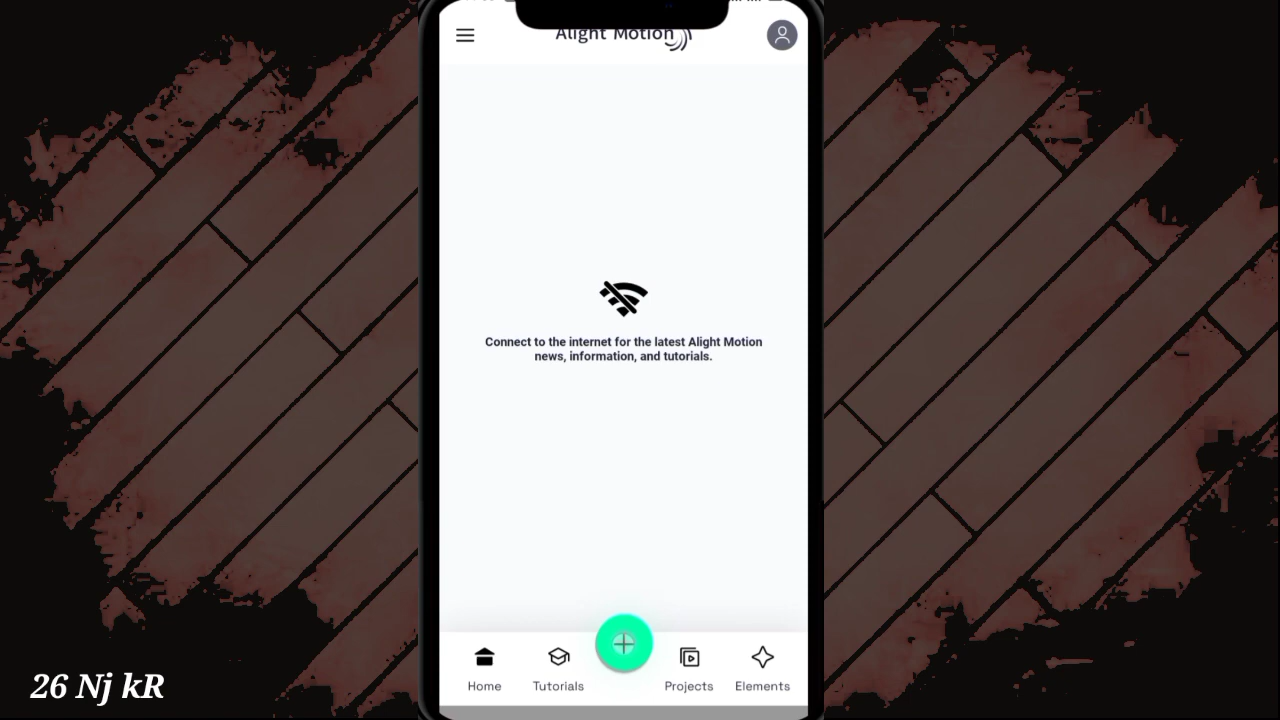 Alight Motion
Connect to the internet for the latest Alight Motion
news, information, and tutorials.
Home
Tutorials
Projects
Elements
26 Nj kR